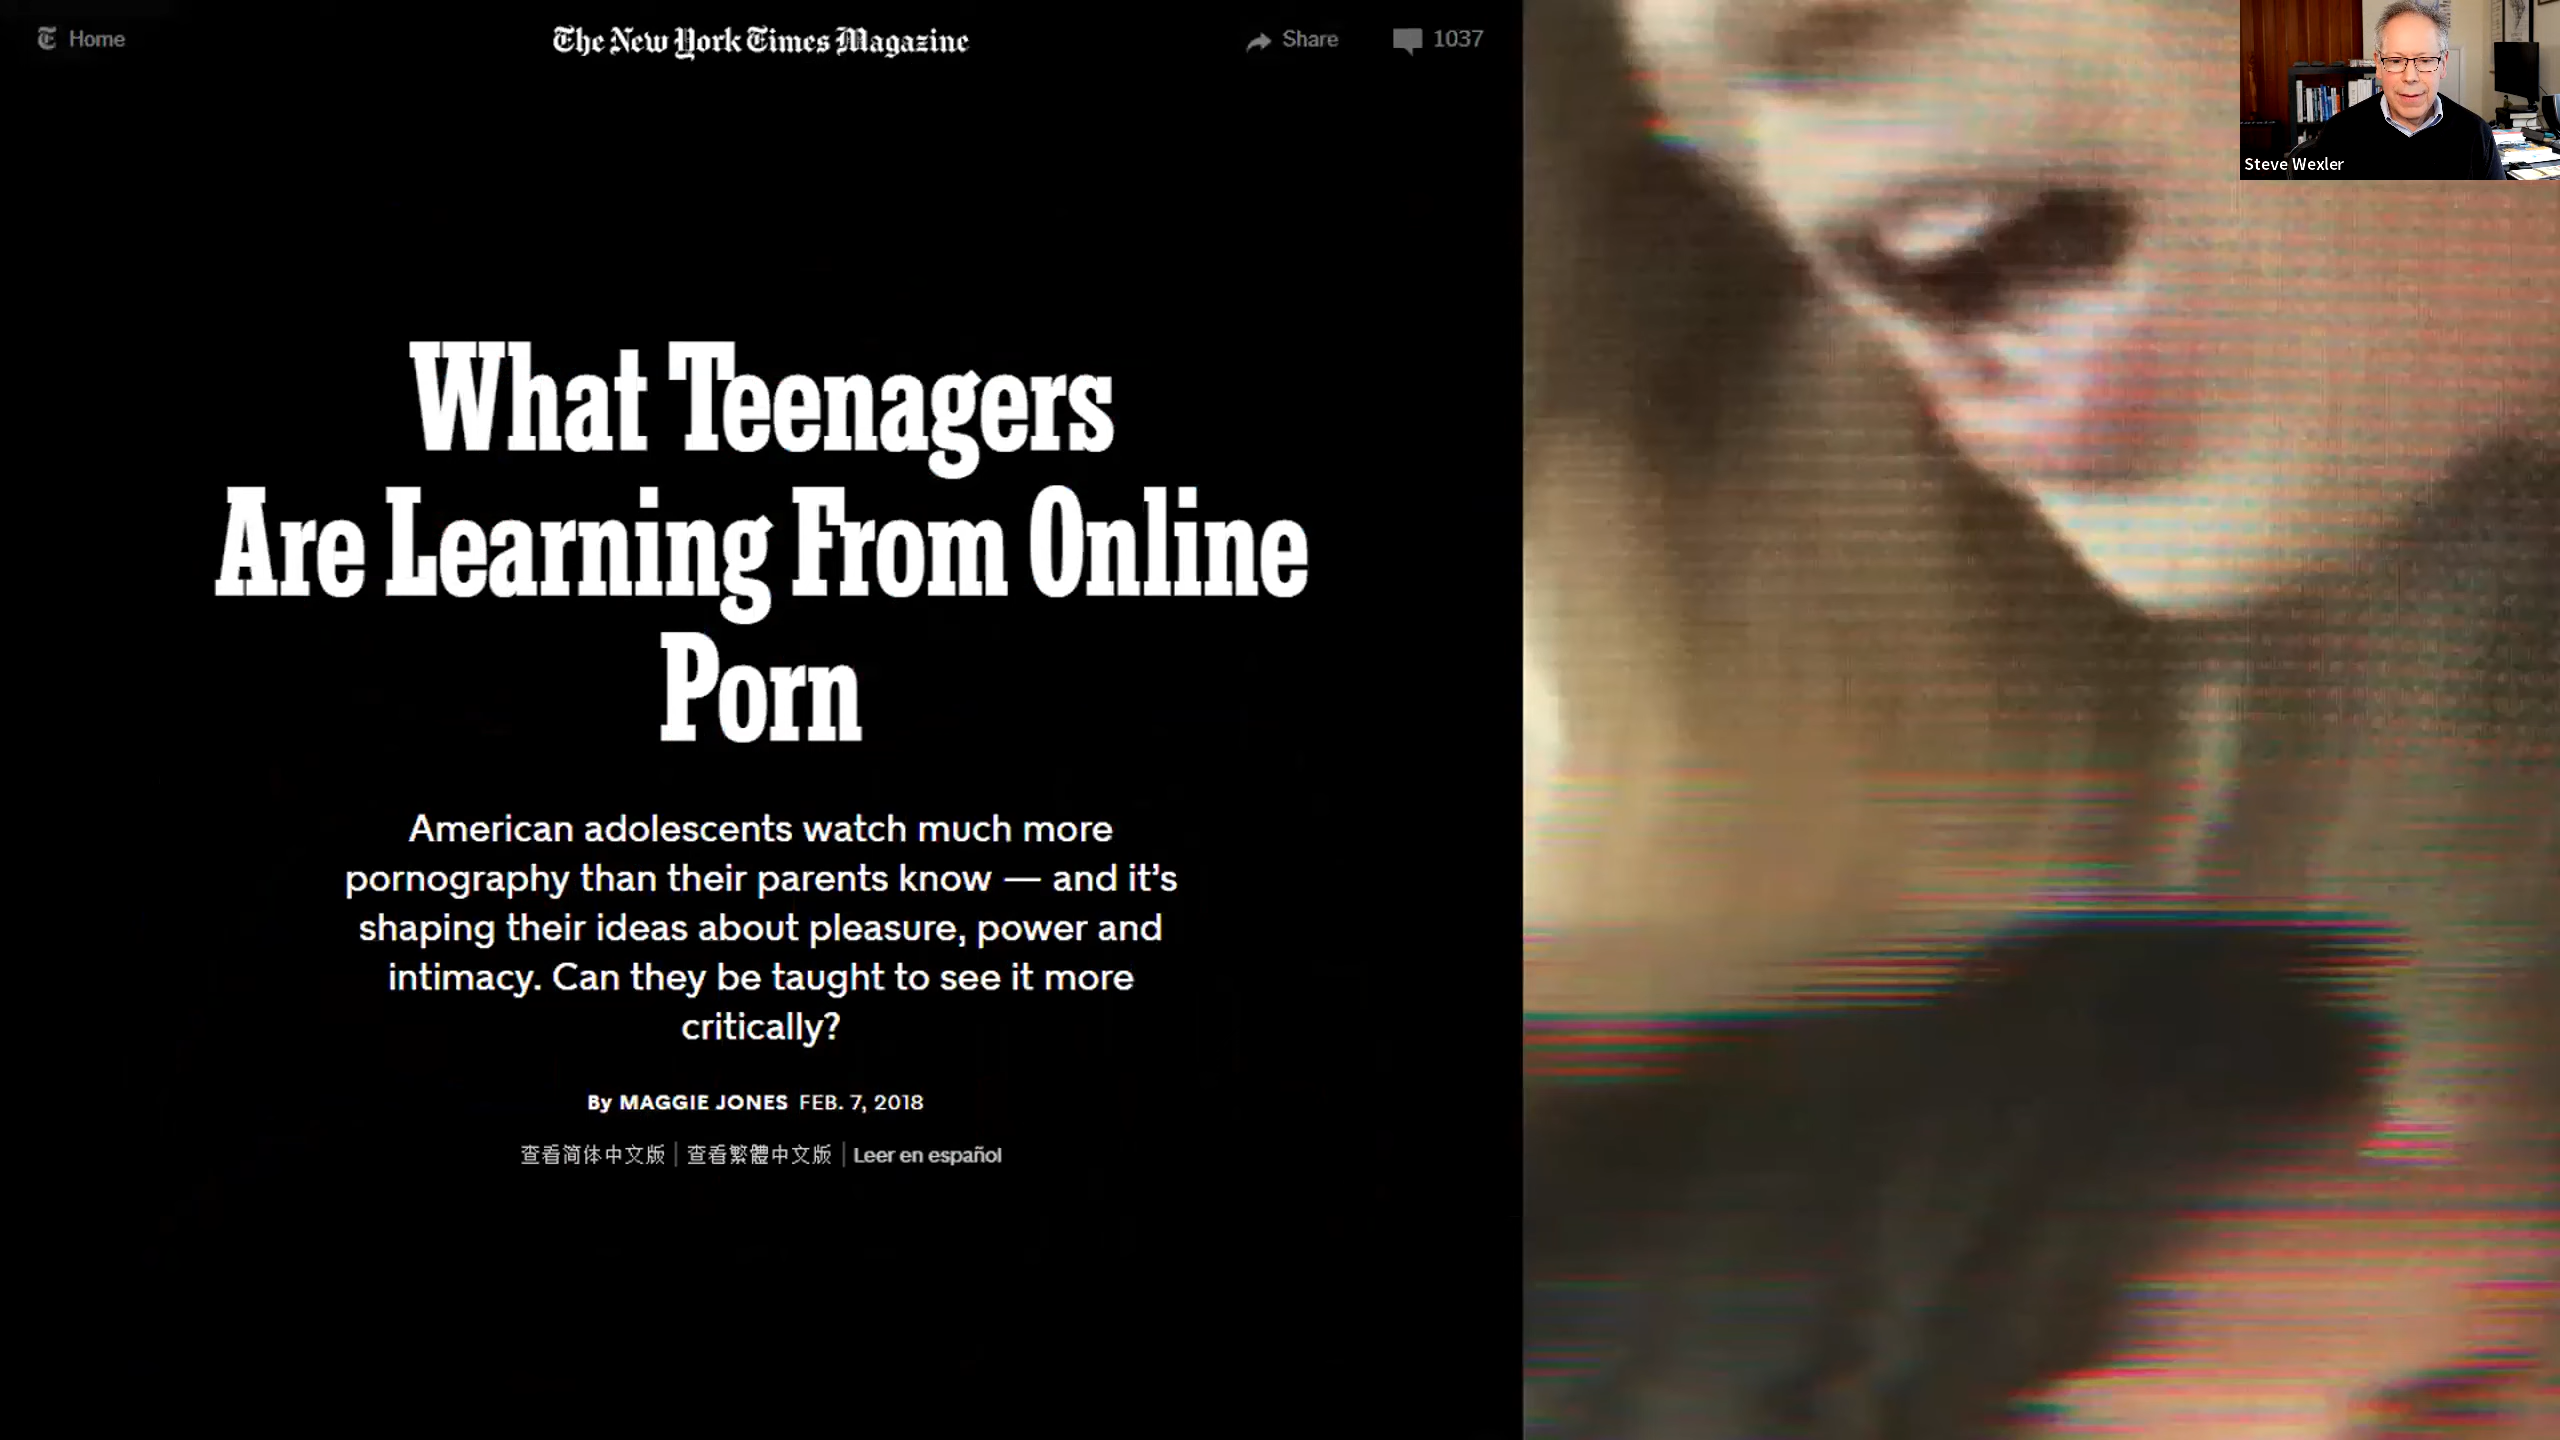 Home
The New York Times Magazine
Share
1037
Steve Wexler
What Teenagers
Are Learning From Online
Porn
American adolescents watch much more
pornography than their parents know — and it's
shaping their ideas about pleasure, power and
intimacy. Can they be taught to see it more
critically?
By MAGGIE JONES FEB. 7, 2018
查看简体中文版 | 查看繁體中文版 | Leer en español